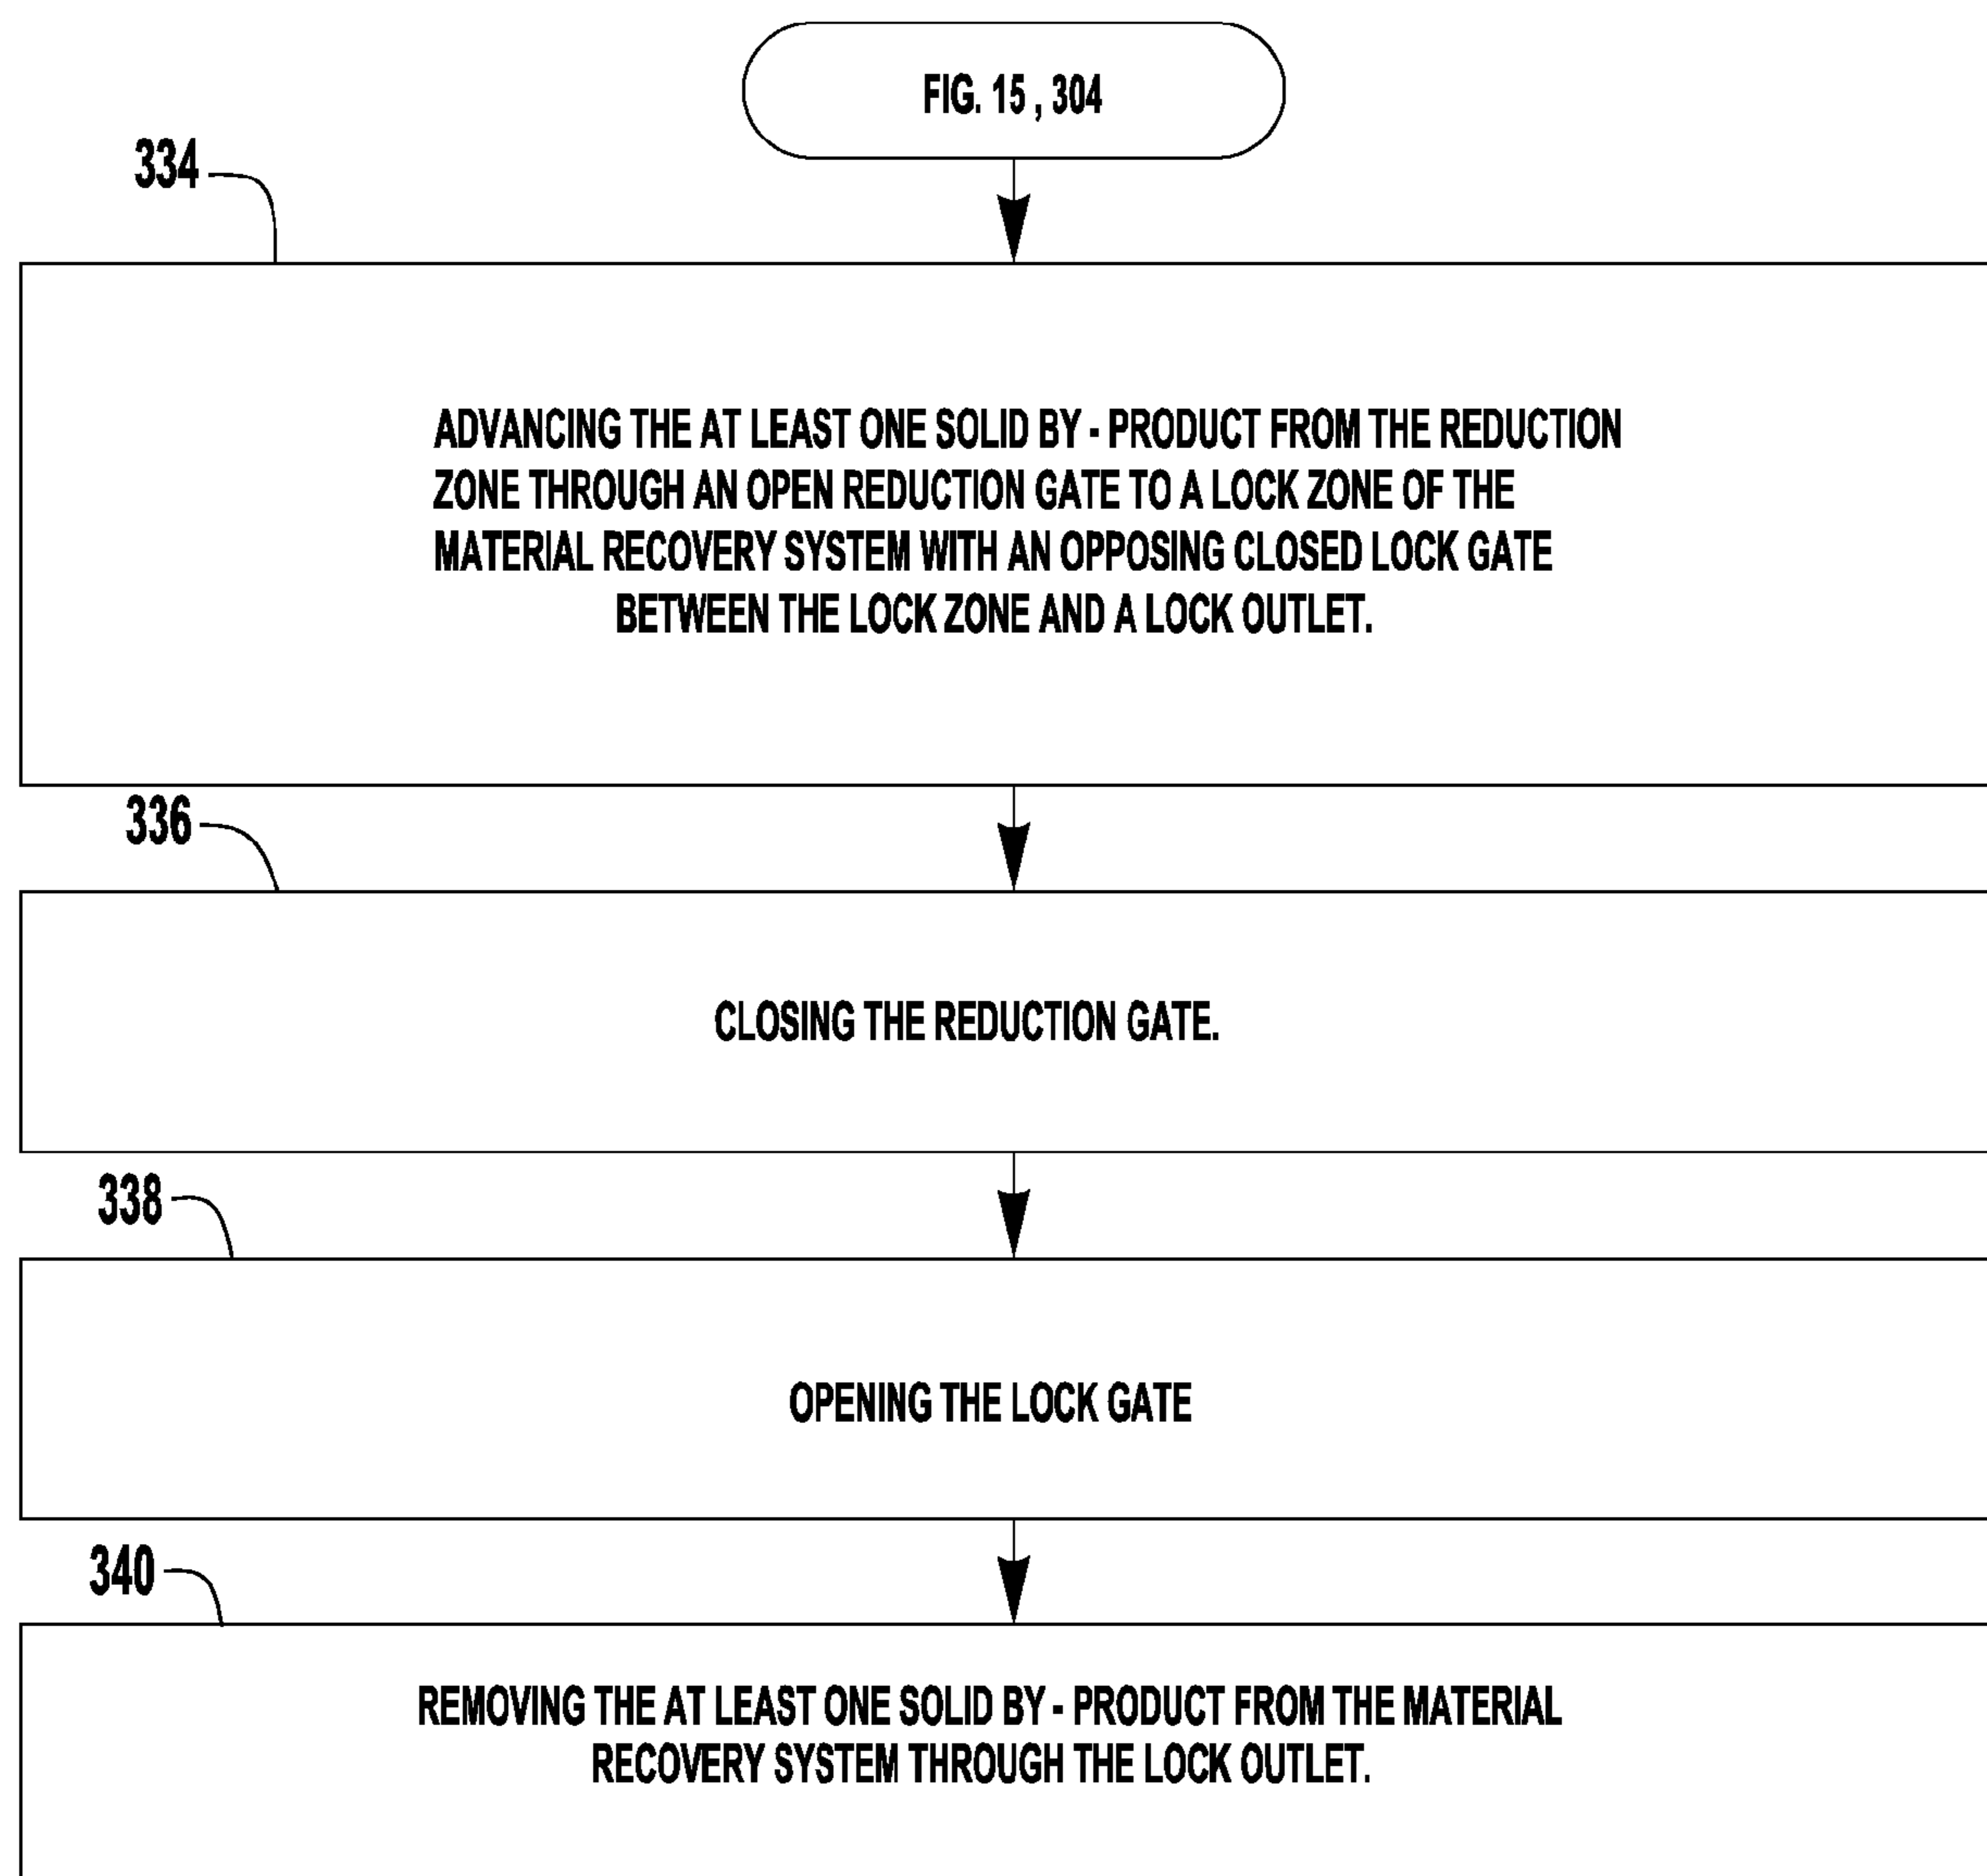 FIG. 15 , 304
334
ADVANCING THE AT LEAST ONE SOLID BY - PRODUCT FROM THE REDUCTION
ZONE THROUGH AN OPEN REDUCTION GATE TO A LOCK ZONE OF THE
MATERIAL RECOVERY SYSTEM WITH AN OPPOSING CLOSED LOCK GATE
BETWEEN THE LOCK ZONE AND A LOCK OUTLET.
336
CLOSING THE REDUCTION GATE.
338
OPENING THE LOCK GATE
340
REMOVING THE AT LEAST ONE SOLID BY - PRODUCT FROM THE MATERIAL
RECOVERY SYSTEM THROUGH THE LOCK OUTLET.